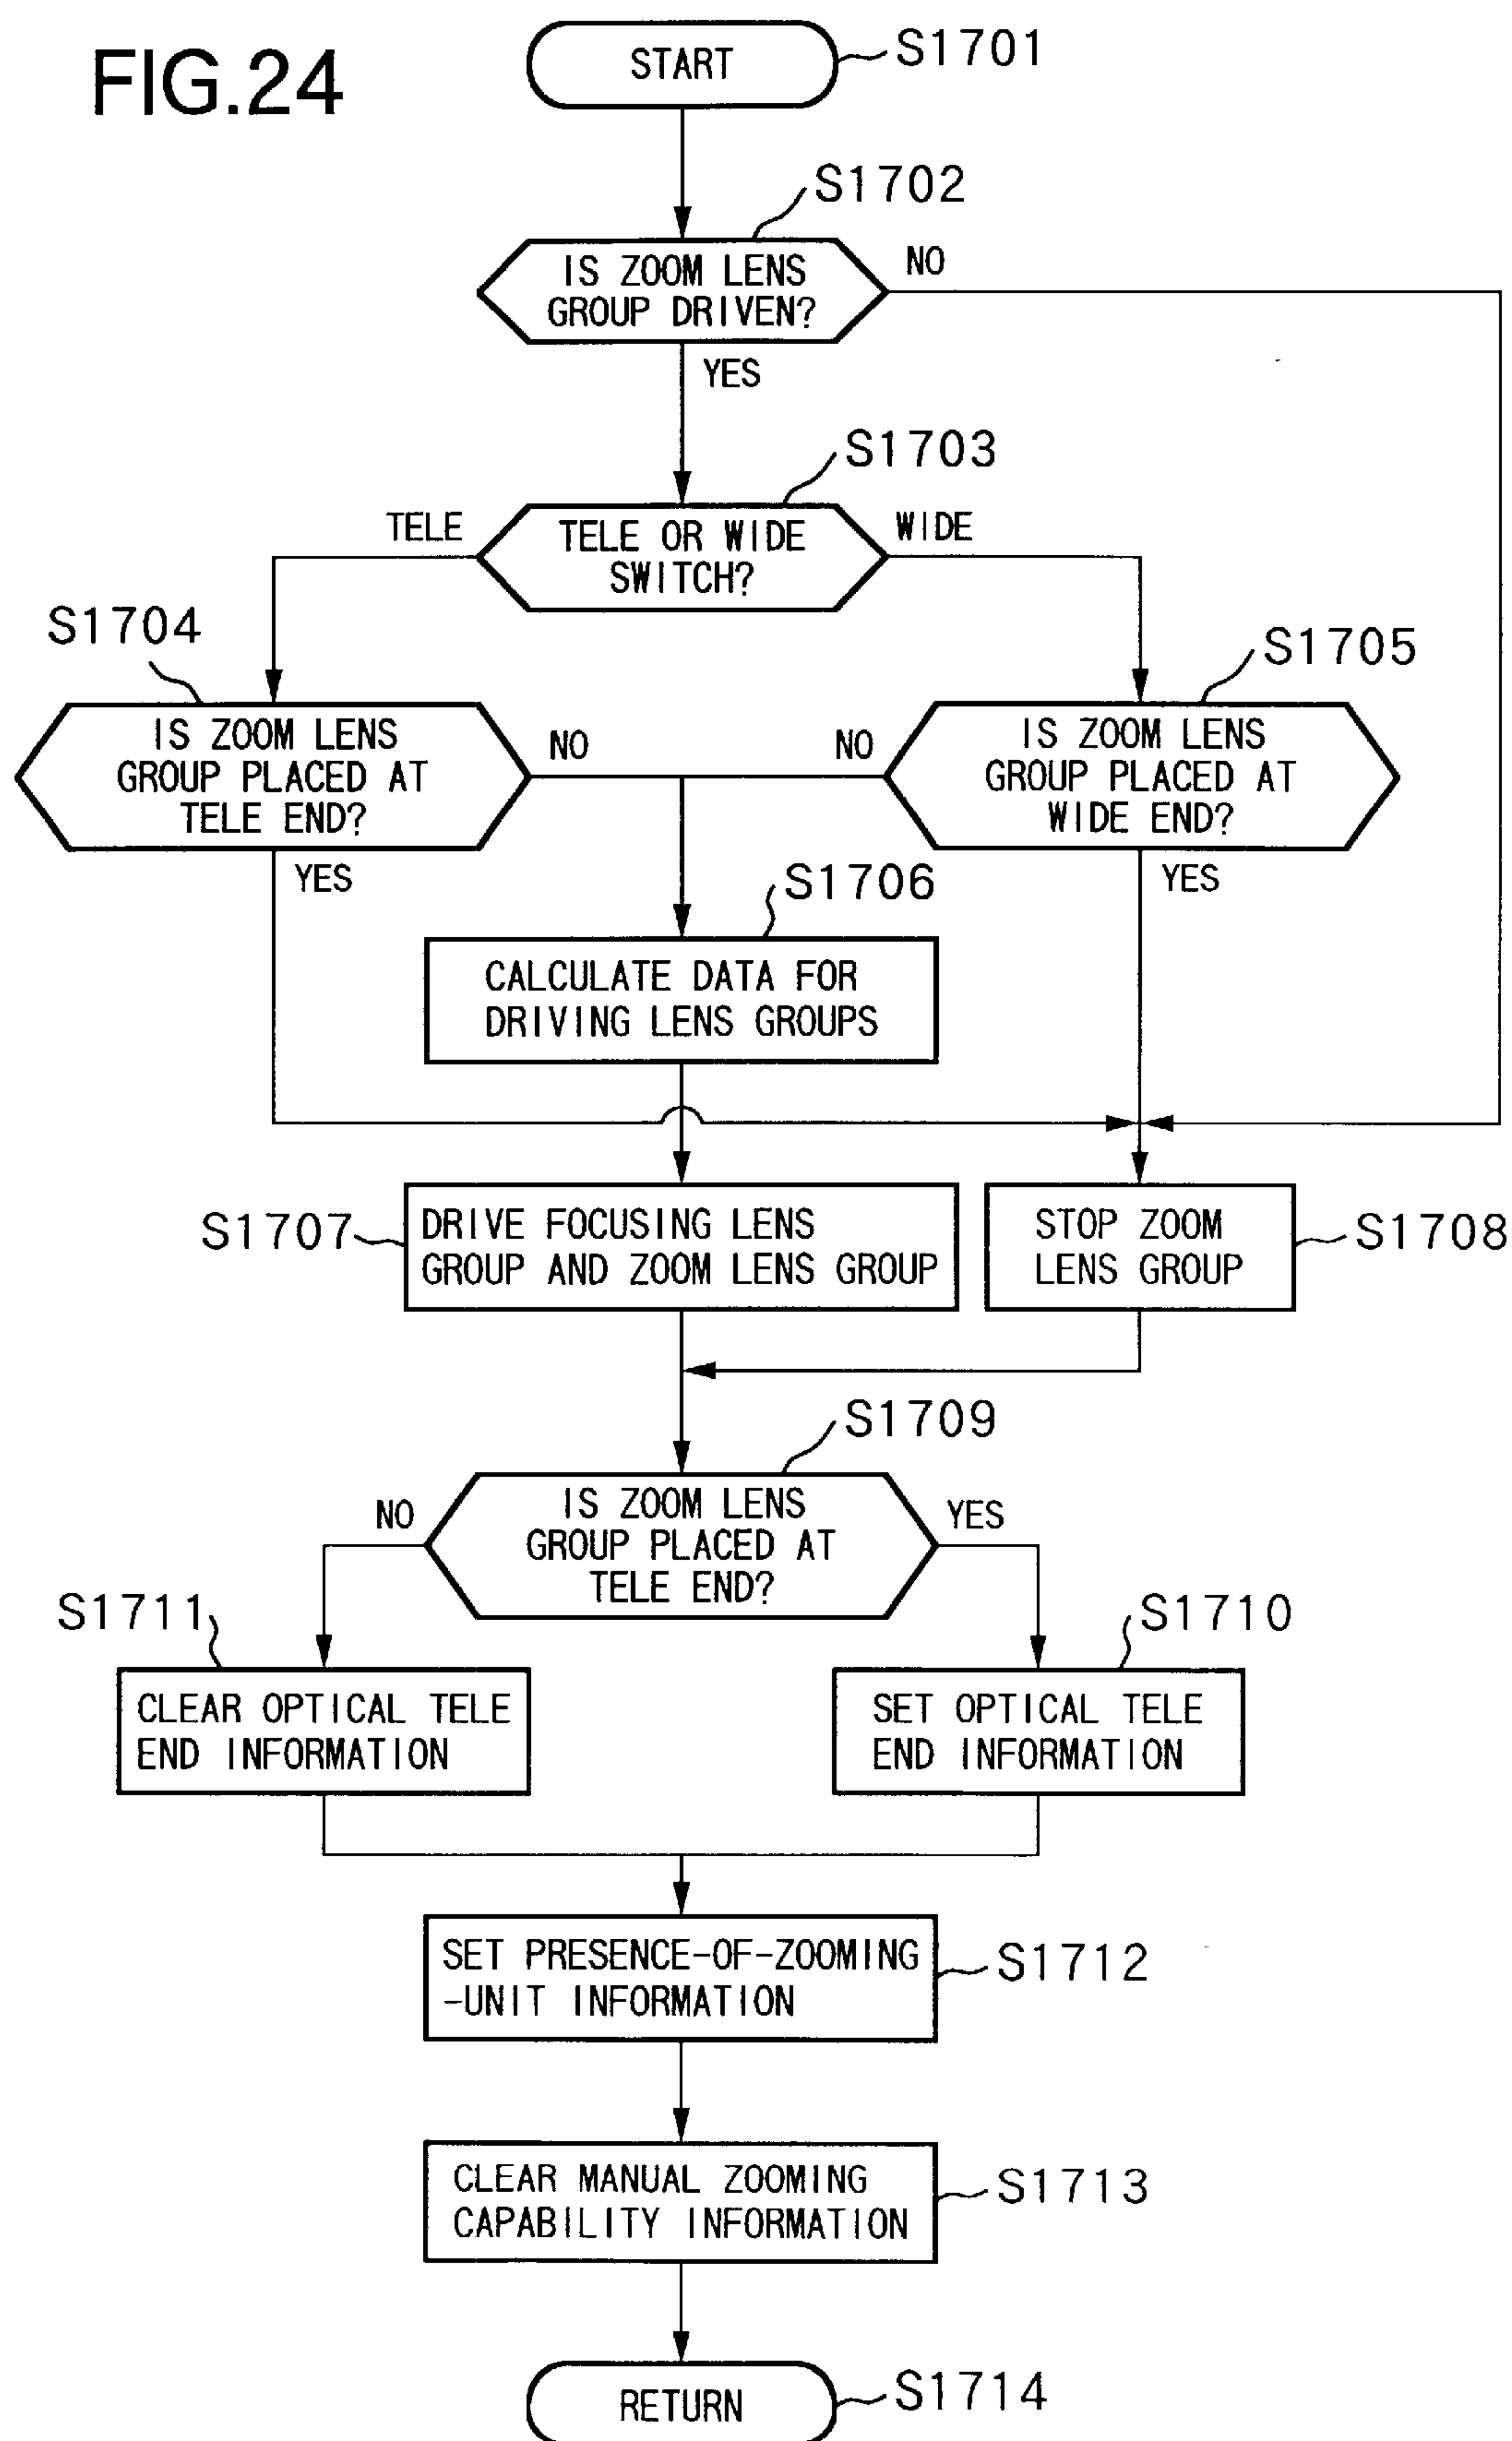 FIG.24
START
S1701
S1702
IS ZOOM LENS
GROUP DRIVEN?
NO
YES
S1703
TELE
TELE OR WIDE
SWITCH?
WIDE
S1704
S1705
IS ZOOM LENS
GROUP PLACED AT
TELE END?
NO
NO
IS ZOOM LENS
GROUP PLACED AT
WIDE END?
YES
S1706
YES
CALCULATE DATA FOR
DRIVING LENS GROUPS
S1707
DRIVE FOCUSING LENS
GROUP AND ZOOM LENS GROUP
STOP ZOOM
LENS GROUP
S1708
S1709
NO
IS ZOOM LENS
GROUP PLACED AT
TELE END?
YES
S1711
S1710
CLEAR OPTICAL TELE
END INFORMATION
SET OPTICAL TELE
END INFORMATION
SET PRESENCE-OF-ZOOMING
-UNIT INFORMATION
S1712
CLEAR MANUAL ZOOMING
CAPABILITY INFORMATION
S1713
RETURN
S1714